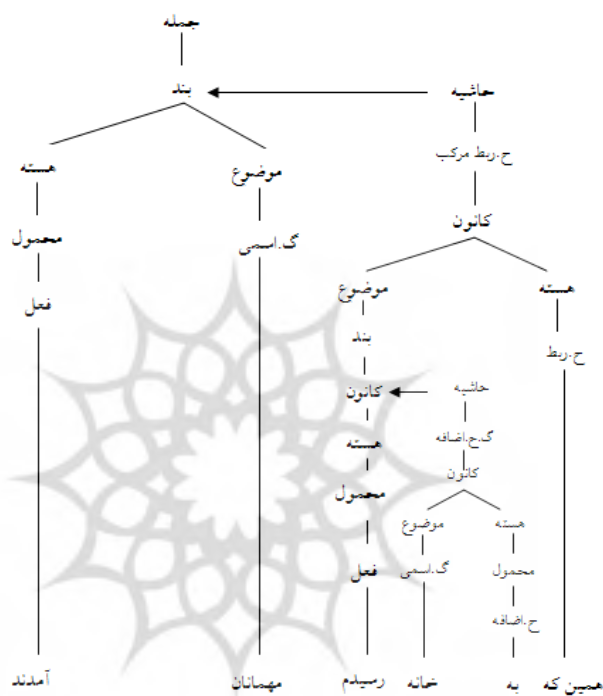 جمله
حاشیه
بند
ح.ربط مرکب
موضوع
هسته
کانون
محمول
گ.اسمی
هسته
موضوع
فعل
ح.ربط
بند
حاشیه
کانون
گ.ح.اضافه
هسته
کانون
محمول
هسته
موضوع
محمول
گ.اسمی
فعل
ح.اضافه
همین که
به
خانه
رسیدم
مهمانان
آمدند